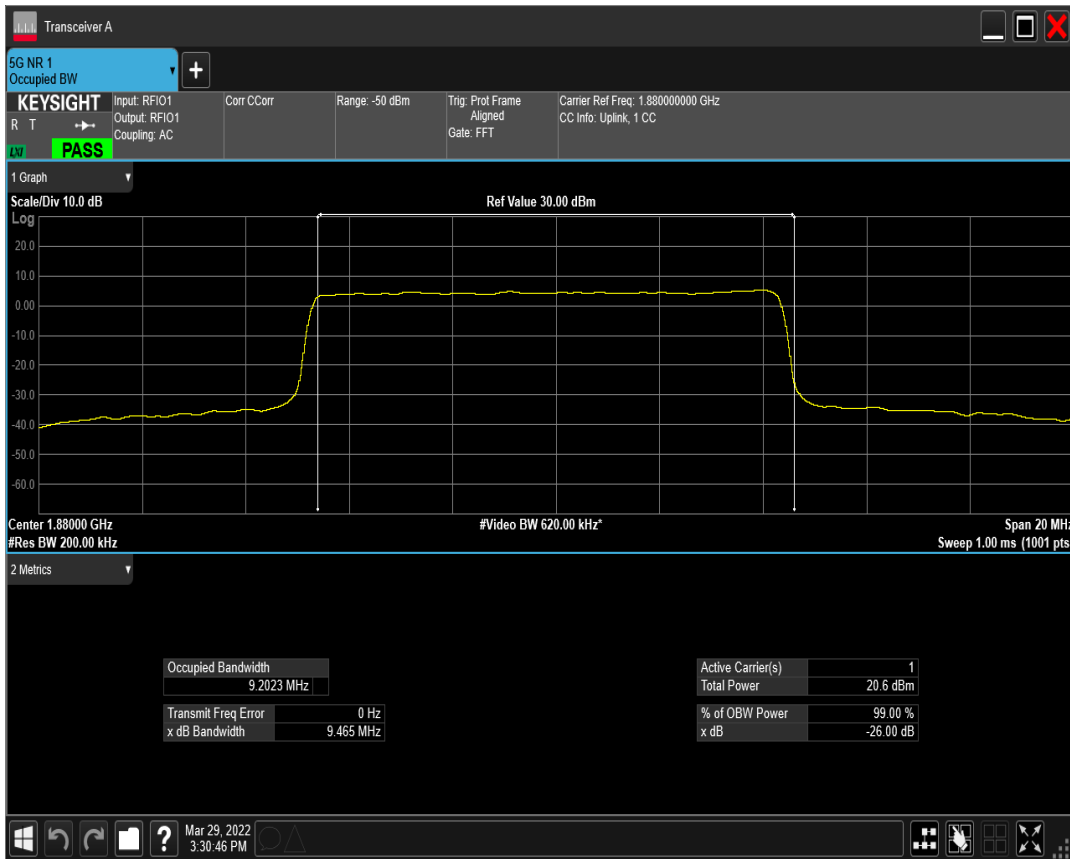 Transceiver A
5G NR 1
Occupied BW
+
KEYSIGHT
R T
LXI
PASS
Input: RFIO1
Output: RFIO1
Coupling: AC
Corr CCorr
Range: -50 dBm
Trig: Prot Frame
Aligned
Gate: FFT
Carrier Ref Freq: 1.880000000 GHz
CC Info: Uplink, 1 CC
1 Graph
Scale/Div 10.0 dB
Ref Value 30.00 dBm
Log
20.0
10.0
0.00
-10.0
-20.0
-30.0
-40.0
-50.0
-60.0
Center 1.88000 GHz
#Video BW 620.00 kHz*
Span 20 MHz
#Res BW 200.00 kHz
Sweep 1.00 ms (1001 pts
2 Metrics
Occupied Bandwidth
9.2023 MHz
Active Carrier(s) 1
Total Power 20.6 dBm
Transmit Freq Error 0 Hz
x dB Bandwidth 9.465 MHz
% of OBW Power 99.00 %
x dB -26.00 dB
?
Mar 29, 2022
3:30:46 PM